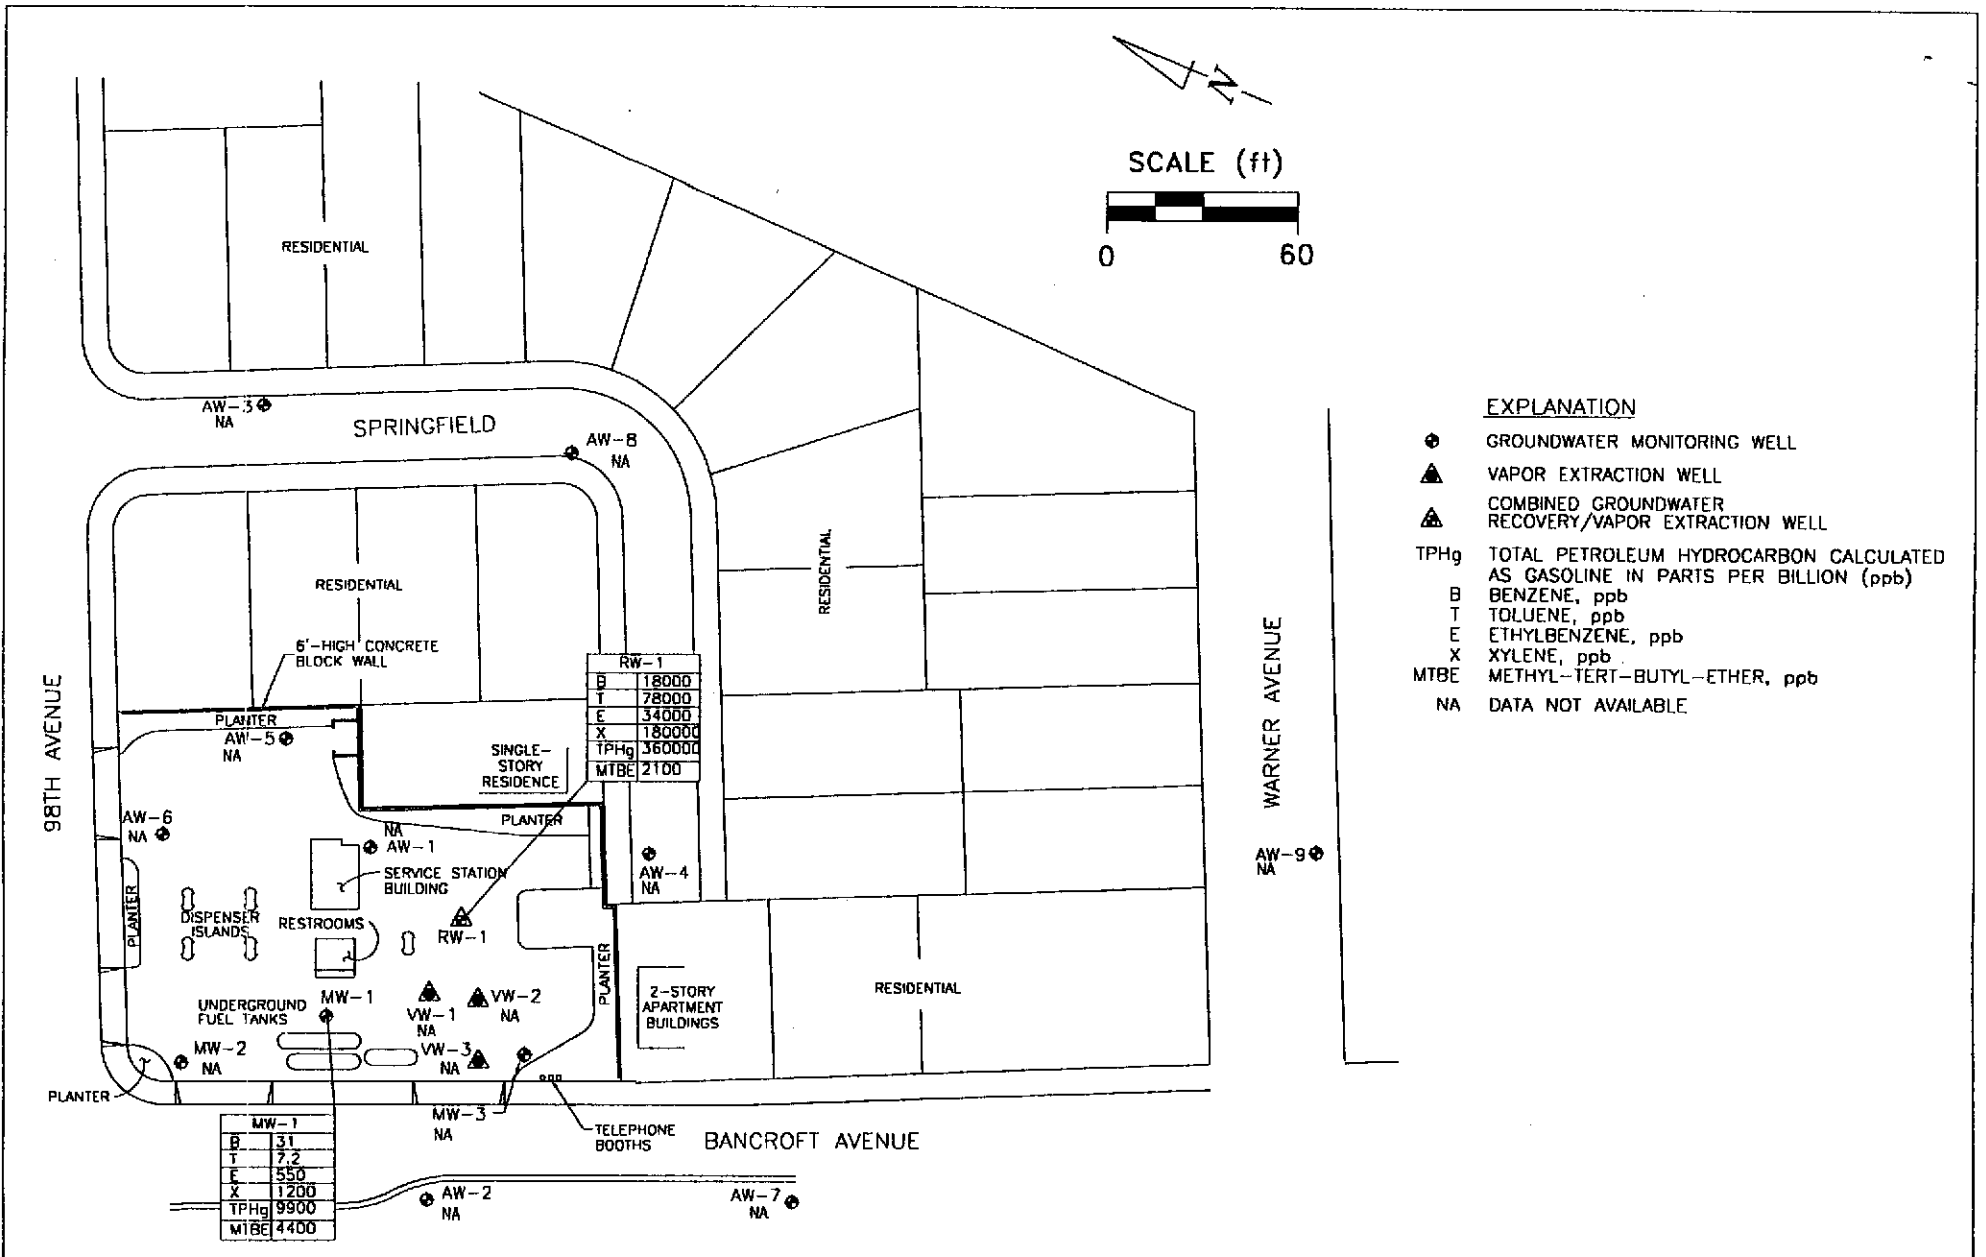 N
SCALE (ft)
0 60
RESIDENTIAL
AW-3
NA
SPRINGFIELD
AW-8
NA
EXPLANATION
GROUNDWATER MONITORING WELL
VAPOR EXTRACTION WELL
COMBINED GROUNDWATER
RECOVERY/VAPOR EXTRACTION WELL
TPHg TOTAL PETROLEUM HYDROCARBON CALCULATED
AS GASOLINE IN PARTS PER BILLION (ppb)
B BENZENE, ppb
T TOLUENE, ppb
E ETHYLBENZENE, ppb
X XYLENE, ppb
MTBE METHYL-TERT-BUTYL-ETHER, ppb
NA DATA NOT AVAILABLE
RESIDENTIAL
RESIDENTIAL
6'-HIGH CONCRETE
BLOCK WALL
RW-1
B 18000
T 78000
E 34000
X 180000
TPHg 360000
MTBE 2100
98TH AVENUE
WARNER AVENUE
PLANTER
AW-5
NA
SINGLE-
STORY
RESIDENCE
PLANTER
AW-6
NA
NA
AW-1
SERVICE STATION
BUILDING
AW-4
NA
AW-9
NA
PLANTER
DISPENSER
ISLANDS
RESTROOMS
RW-1
PLANTER
2-STORY
APARTMENT
BUILDINGS
RESIDENTIAL
UNDERGROUND
FUEL TANKS
MW-1
VW-1
NA
VW-2
NA
MW-2
NA
VW-3
NA
PLANTER
MW-3
NA
TELEPHONE
BOOTHS
BANCROFT AVENUE
MW-1
B 31
T 7.2
E 550
X 1200
TPHg 9900
MTBE 4400
AW-2
NA
AW-7
NA